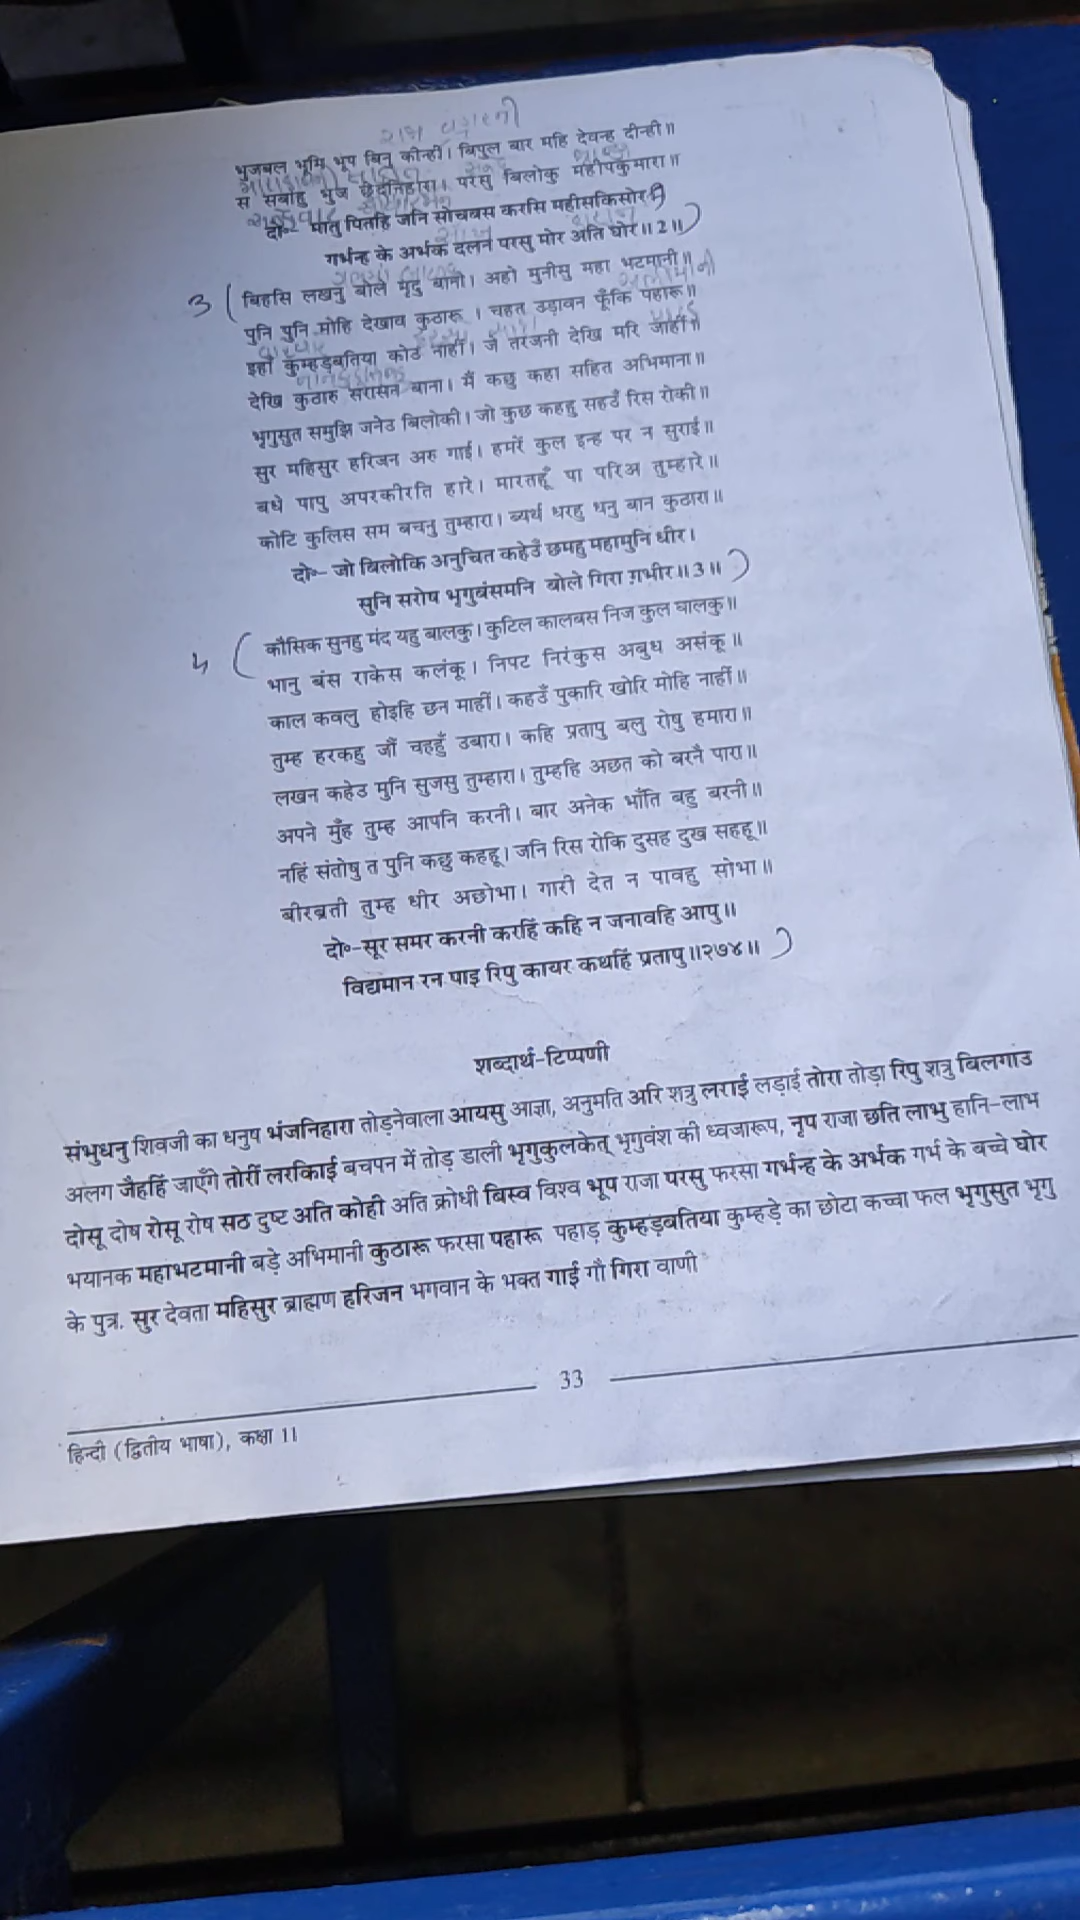 भुजबल भूमि भूप बिनु कीन्ही। बिपुल बार महि देवन्ह दीन्ही॥
स सबाहु भुज छेदनिहारा। परसु बिलोकु महीपकुमारा॥
दो०- मातु पितहि जनि सोचबस करसि महीसकिसोर।
गर्भन्ह के अर्भक दलन परसु मोर अति घोर॥2॥)
3 ( बिहसि लखनु बोले मृदु बानी। अहो मुनीसु महा भटमानी॥
पुनि पुनि मोहि देखाव कुठारू । चहत उड़ावन फूँकि पहारू॥
इहाँ कुम्हड़बतिया कोउ नाहीं। जे तरजनी देखि मरि जाहीं॥
देखि कुठारु सरासन बाना। मैं कछु कहा सहित अभिमाना॥
भृगुसुत समुझि जनेउ बिलोकी। जो कुछ कहहु सहउँ रिस रोकी॥
सुर महिसुर हरिजन अरु गाई। हमरें कुल इन्ह पर न सुराई॥
बधे पापु अपरकीरति हारे। मारतहूँ पा परिअ तुम्हारे॥
कोटि कुलिस सम बचनु तुम्हारा। ब्यर्थ धरहु धनु बान कुठारा॥
दो०- जो बिलोकि अनुचित कहेउँ छमहु महामुनि धीर।
सुनि सरोष भृगुबंसमनि बोले गिरा ग़भीर॥3॥ )
4 ( कौसिक सुनहु मंद यहु बालकु। कुटिल कालबस निज कुल घालकु॥
भानु बंस राकेस कलंकू। निपट निरंकुस अबुध असंकू॥
काल कवलु होइहि छन माहीं। कहउँ पुकारि खोरि मोहि नाहीं॥
तुम्ह हरकहु जौं चहहुँ उबारा। कहि प्रतापु बलु रोषु हमारा॥
लखन कहेउ मुनि सुजसु तुम्हारा। तुम्हहि अछत को बरनै पारा॥
अपने मुँह तुम्ह आपनि करनी। बार अनेक भाँति बहु बरनी॥
नहिं संतोषु त पुनि कछु कहहू। जनि रिस रोकि दुसह दुख सहहू॥
बीरब्रती तुम्ह धीर अछोभा। गारी देत न पावहु सोभा॥
दो०-सूर समर करनी करहिं कहि न जनावहि आपु॥
विद्यमान रन पाइ रिपु कायर कथहिं प्रतापु॥२७४॥ )
शब्दार्थ-टिप्पणी
संभुधनु शिवजी का धनुष भंजनिहारा तोड़नेवाला आयसु आज्ञा, अनुमति अरि शत्रु लराई लड़ाई तोरा तोड़ा रिपु शत्रु बिलगाउ
अलग जैहहिं जाएँगे तोरीं लरकिाई बचपन में तोड़ डाली भृगुकुलकेत् भृगुवंश की ध्वजारूप, नृप राजा छति लाभु हानि-लाभ
दोसू दोष रोसू रोष सठ दुष्ट अति कोही अति क्रोधी बिस्व विश्व भूप राजा परसु फरसा गर्भन्ह के अर्भक गर्भ के बच्चे घोर
भयानक महाभटमानी बड़े अभिमानी कुठारू फरसा पहारू पहाड़ कुम्हड़बतिया कुम्हड़े का छोटा कच्चा फल भृगुसुत भृगु
के पुत्र. सुर देवता महिसुर ब्राह्मण हरिजन भगवान के भक्त गाई गौ गिरा वाणी
33
हिन्दी (द्वितीय भाषा), कक्षा 11